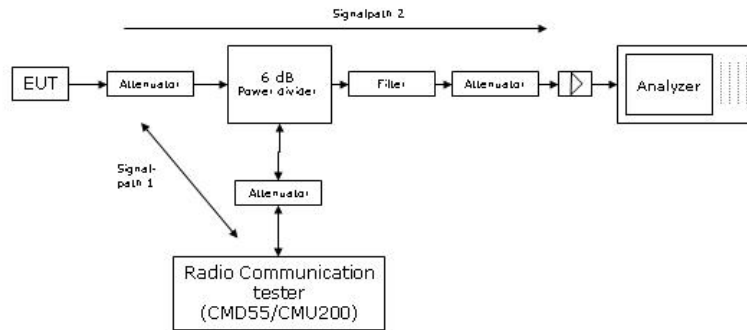 Signalpath 2
EUT
Attenuator
6 dB
Power divider
Filter
Attenuator
Analyzer
Signal-
path 1
Attenuator
Radio Communication
tester
(CMD55/CMU200)